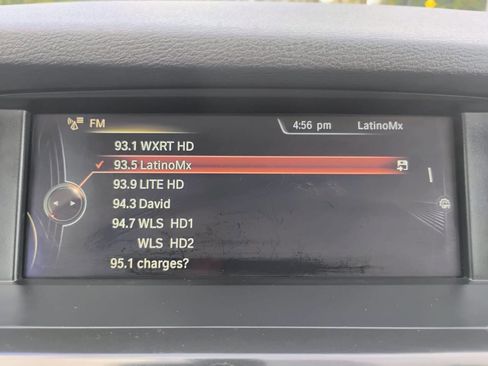 FM 4:56 pm LatinoMx
93.1 WXRT HD
✓ 93.5 LatinoMx
93.9 LITE HD
94.3 David
94.7 WLS HD1
WLS HD2
95.1 charges?